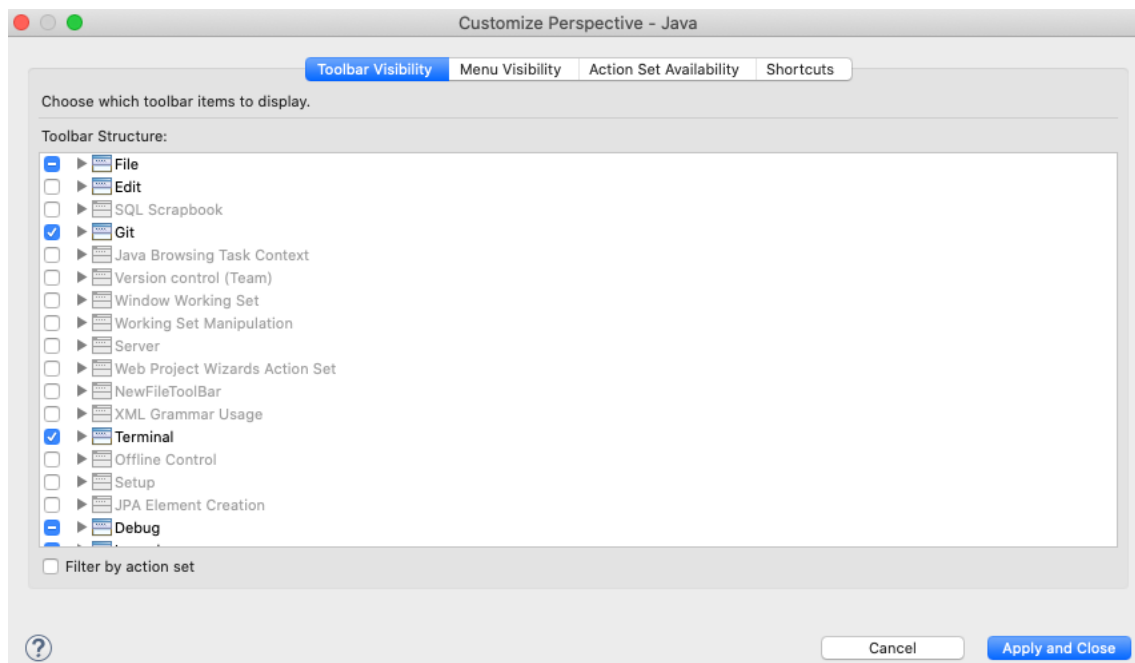 Customize Perspective – Java
Toolbar Visibility Menu Visibility Action Set Availability Shortcuts
Choose which toolbar items to display.
Toolbar Structure:
File
Edit
SQL Scrapbook
Git
Java Browsing Task Context
Version control (Team)
Window Working Set
Working Set Manipulation
Server
Web Project Wizards Action Set
NewFileToolBar
XML Grammar Usage
Terminal
Offline Control
Setup
JPA Element Creation
Debug
Filter by action set
?
Cancel Apply and Close